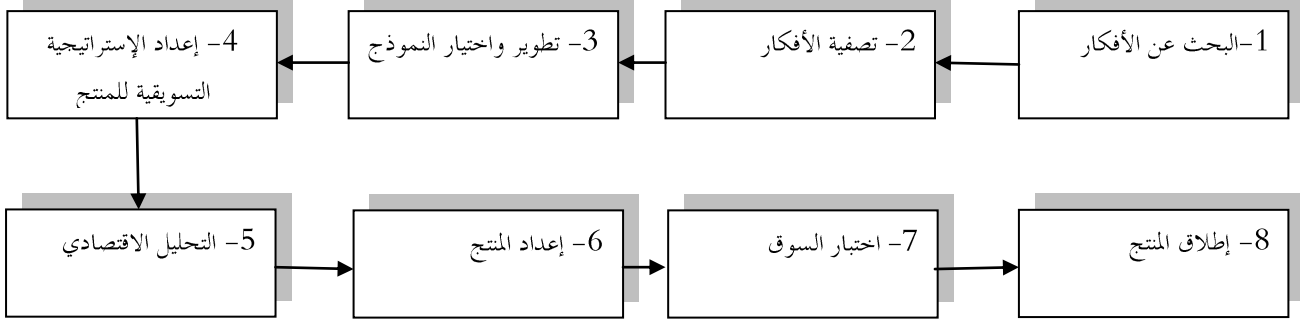 1-البحث عن الأفكار
2- تصفية الأفكار
3- تطوير واختيار النموذج
4- إعداد الإستراتيجية
التسويقية للمنتج
5- التحليل الاقتصادي
6- إعداد المنتج
7- اختبار السوق
8- إطلاق المنتج